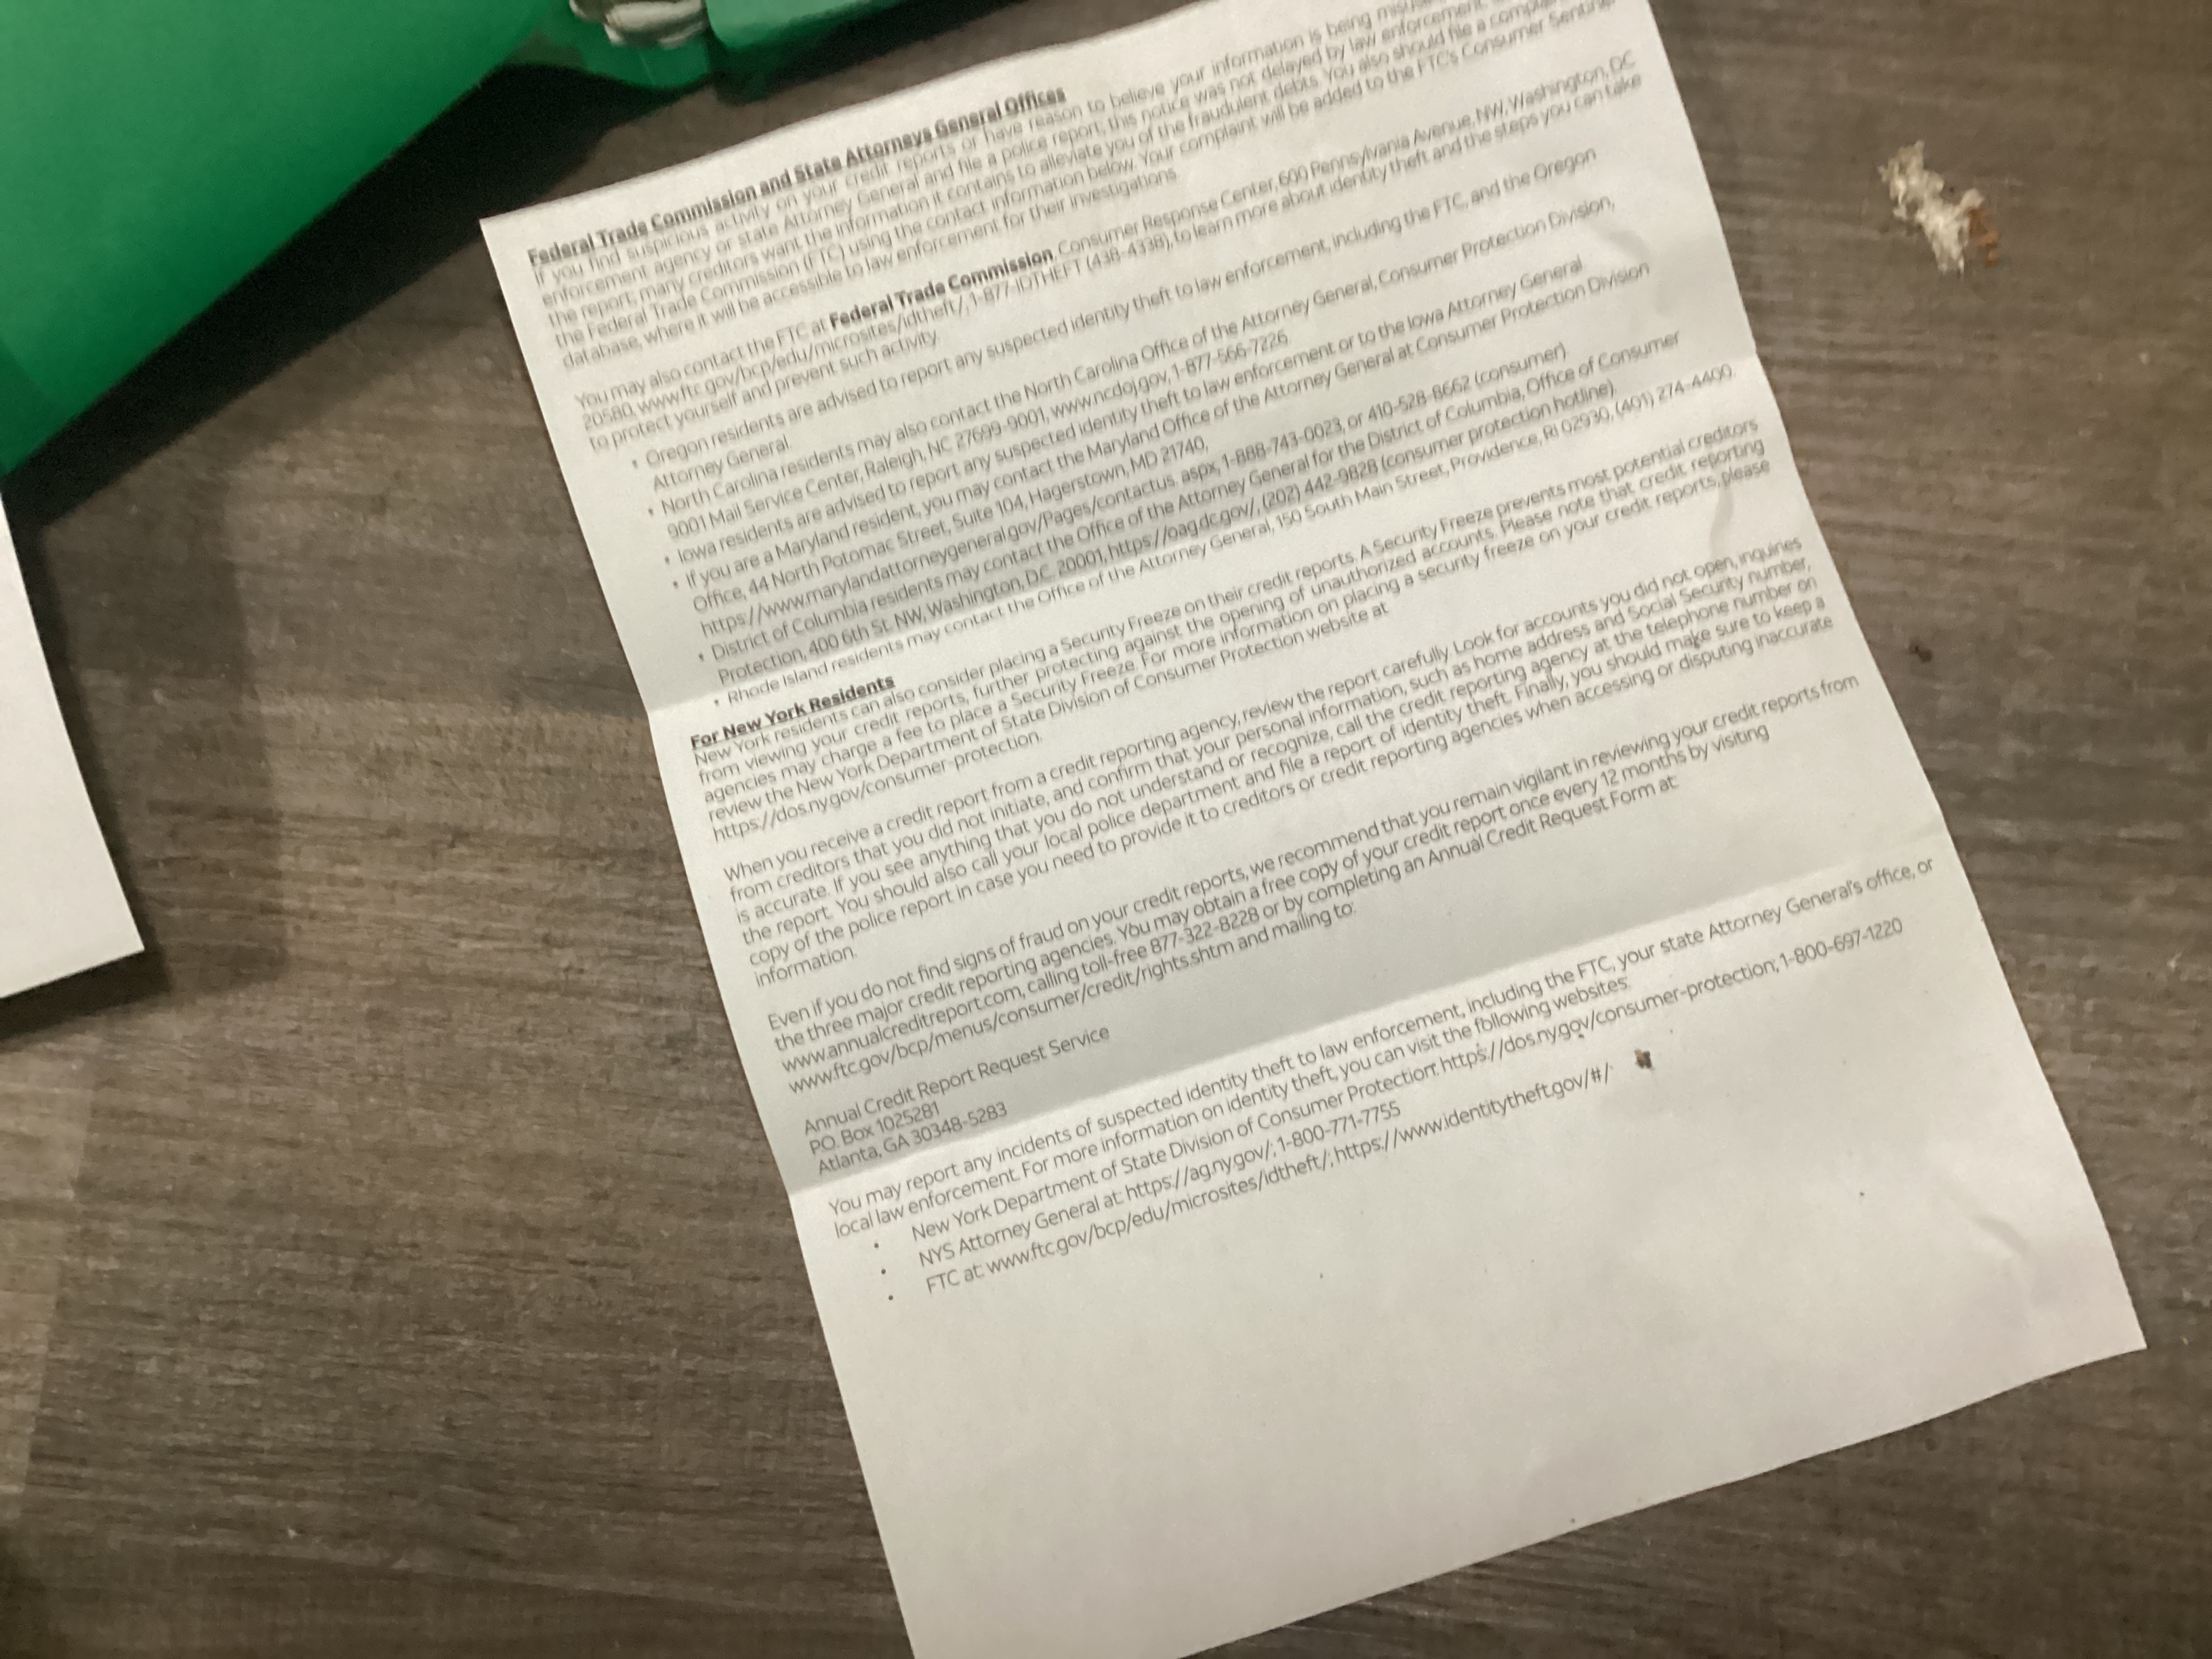 Federal Trade Commission and State Attorneys General Offices
If you find suspicious activity on your credit reports or have reason to believe your information is being
enforcement agency or state Attorney General and file a police report; this notice was not delayed by law enforcement.
the report; many creditors want the information it contains to alleviate you of the fraudulent debts. You also should file a
the Federal Trade Commission (FTC) using the contact information below. Your complaint will be added to the FTC's Consumer Sentinel
database, where it will be accessible to law enforcement for their investigations.
You may also contact the FTC at Federal Trade Commission, Consumer Response Center, 600 Pennsylvania Avenue, NW, Washington, DC
20580, www.ftc.gov/bcp/edu/microsites/idtheft/, 1-877-IDTHEFT (438-4338), to learn more about identity theft and the steps you can take
to protect yourself and prevent such activity.
• Oregon residents are advised to report any suspected identity theft to law enforcement, including the FTC, and the Oregon
Attorney General.
• North Carolina residents may also contact the North Carolina Office of the Attorney General, Consumer Protection Division,
9001 Mail Service Center, Raleigh, NC 27699-9001, www.ncdoj.gov, 1-877-566-7226
• Iowa residents are advised to report any suspected identity theft to law enforcement or to the Iowa Attorney General
• If you are a Maryland resident, you may contact the Maryland Office of the Attorney General at Consumer Protection Division
Office, 44 North Potomac Street, Suite 104, Hagerstown, MD 21740,
https://www.marylandattorneygeneral.gov/Pages/contactus. aspx, 1-888-743-0023, or 410-528-8662 (consumer).
• District of Columbia residents may contact the Office of the Attorney General for the District of Columbia, Office of Consumer
Protection, 400 6th St. NW, Washington, D.C. 20001, https://oag.dc.gov/, (202) 442-9828 (consumer protection hotline).
• Rhode Island residents may contact the Office of the Attorney General, 150 South Main Street, Providence, RI 02930, (401) 274-4400.
For New York Residents
New York residents can also consider placing a Security Freeze on their credit reports. A Security Freeze prevents most potential creditors
from viewing your credit reports, further protecting against the opening of unauthorized accounts. Please note that credit reporting
agencies may charge a fee to place a Security Freeze. For more information on placing a security freeze on your credit reports, please
review the New York Department of State Division of Consumer Protection website at
https://dos.ny.gov/consumer-protection.
When you receive a credit report from a credit reporting agency, review the report carefully. Look for accounts you did not open, inquiries
from creditors that you did not initiate, and confirm that your personal information, such as home address and Social Security number,
is accurate. If you see anything that you do not understand or recognize, call the credit reporting agency at the telephone number on
the report. You should also call your local police department and file a report of identity theft. Finally, you should make sure to keep a
copy of the police report in case you need to provide it to creditors or credit reporting agencies when accessing or disputing inaccurate
information.
Even if you do not find signs of fraud on your credit reports, we recommend that you remain vigilant in reviewing your credit reports from
the three major credit reporting agencies. You may obtain a free copy of your credit report once every 12 months by visiting
www.annualcreditreport.com, calling toll-free 877-322-8228 or by completing an Annual Credit Request Form at:
www.ftc.gov/bcp/menus/consumer/credit/rights.shtm and mailing to:
Annual Credit Report Request Service
P.O. Box 1025281
Atlanta, GA 30348-5283
You may report any incidents of suspected identity theft to law enforcement, including the FTC, your state Attorney General's office, or
local law enforcement. For more information on identity theft, you can visit the following websites:
• New York Department of State Division of Consumer Protection: https://dos.ny.gov/consumer-protection; 1-800-697-1220
• NYS Attorney General at: https://ag.ny.gov/; 1-800-771-7755
• FTC at: www.ftc.gov/bcp/edu/microsites/idtheft/; https://www.identitytheft.gov/#/